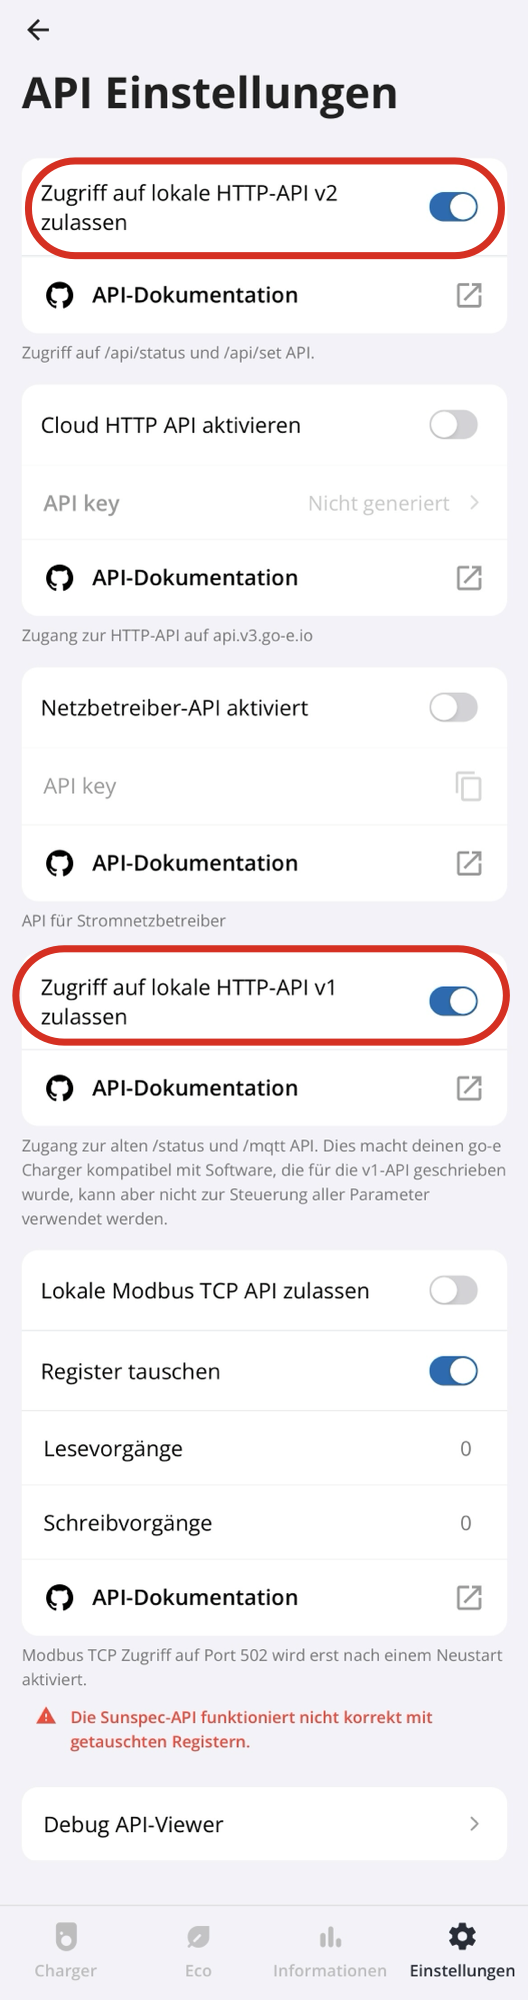 API Einstellungen
Zugriff auf lokale HTTP-API v2
zulassen
API-Dokumentation
Zugriff auf /api/status und /api/set API.
Cloud HTTP API aktivieren
API key Nicht generiert
API-Dokumentation
Zugang zur HTTP-API auf api.v3.go-e.io
Netzbetreiber-API aktiviert
API key
API-Dokumentation
API für Stromnetzbetreiber
Zugriff auf lokale HTTP-API v1
zulassen
API-Dokumentation
Zugang zur alten /status und /mqtt API. Dies macht deinen go-e
Charger kompatibel mit Software, die für die v1-API geschrieben
wurde, kann aber nicht zur Steuerung aller Parameter
verwendet werden.
Lokale Modbus TCP API zulassen
Register tauschen
Lesevorgänge 0
Schreibvorgänge 0
API-Dokumentation
Modbus TCP Zugriff auf Port 502 wird erst nach einem Neustart
aktiviert.
Die Sunspec-API funktioniert nicht korrekt mit
getauschten Registern.
Debug API-Viewer
Charger Eco Informationen Einstellungen